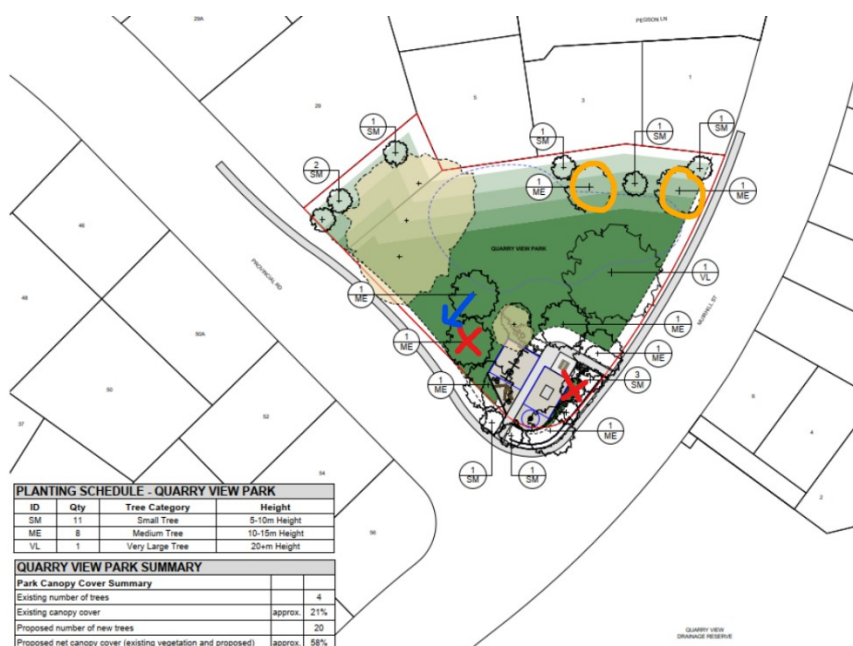 29A
PESSON LN
29
5
3
1
1
SM
1
SM
1
SM
1
SM
2
SM
1
ME
1
ME
QUARRY VIEW PARK
46
48
50A
50
52
54
56
37
PROVINCIAL RD
MUIRFELL ST
1
VL
1
ME
1
ME
1
ME
1
ME
1
ME
3
SM
1
ME
1
SM
1
SM
6
4
2
PLANTING SCHEDULE - QUARRY VIEW PARK
ID Qty Tree Category Height
SM 11 Small Tree 5-10m Height
ME 8 Medium Tree 10-15m Height
VL 1 Very Large Tree 20+m Height
QUARRY VIEW PARK SUMMARY
Park Canopy Cover Summary
Existing number of trees 4
Existing canopy cover approx. 21%
Proposed number of new trees 20
Proposed net canopy cover (existing vegetation and proposed) approx. 58%
QUARRY VIEW
DRAINAGE RESERVE